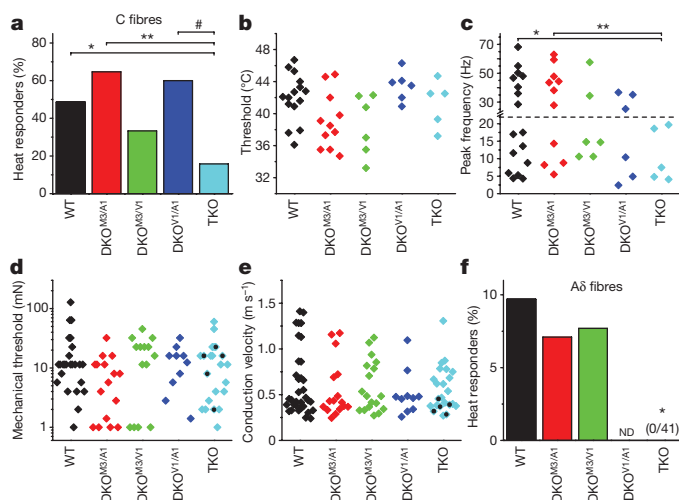 a
C fibres
#
**
*
Heat responders (%)
80
60
40
20
0
WT
DKO^M3/A1
DKO^M3/V1
DKO^V1/A1
TKO
b
Threshold (°C)
48
44
40
36
32
WT
DKO^M3/A1
DKO^M3/V1
DKO^V1/A1
TKO
c
*
**
Peak frequency (Hz)
70
50
30
20
15
10
5
0
WT
DKO^M3/A1
DKO^M3/V1
DKO^V1/A1
TKO
d
Mechanical threshold (mN)
100
10
1
WT
DKO^M3/A1
DKO^M3/V1
DKO^V1/A1
TKO
e
Conduction velocity (m s⁻¹)
1.5
1.0
0.5
0
WT
DKO^M3/A1
DKO^M3/V1
DKO^V1/A1
TKO
f
Aδ fibres
Heat responders (%)
10
5
0
ND
*
(0/41)
WT
DKO^M3/A1
DKO^M3/V1
DKO^V1/A1
TKO